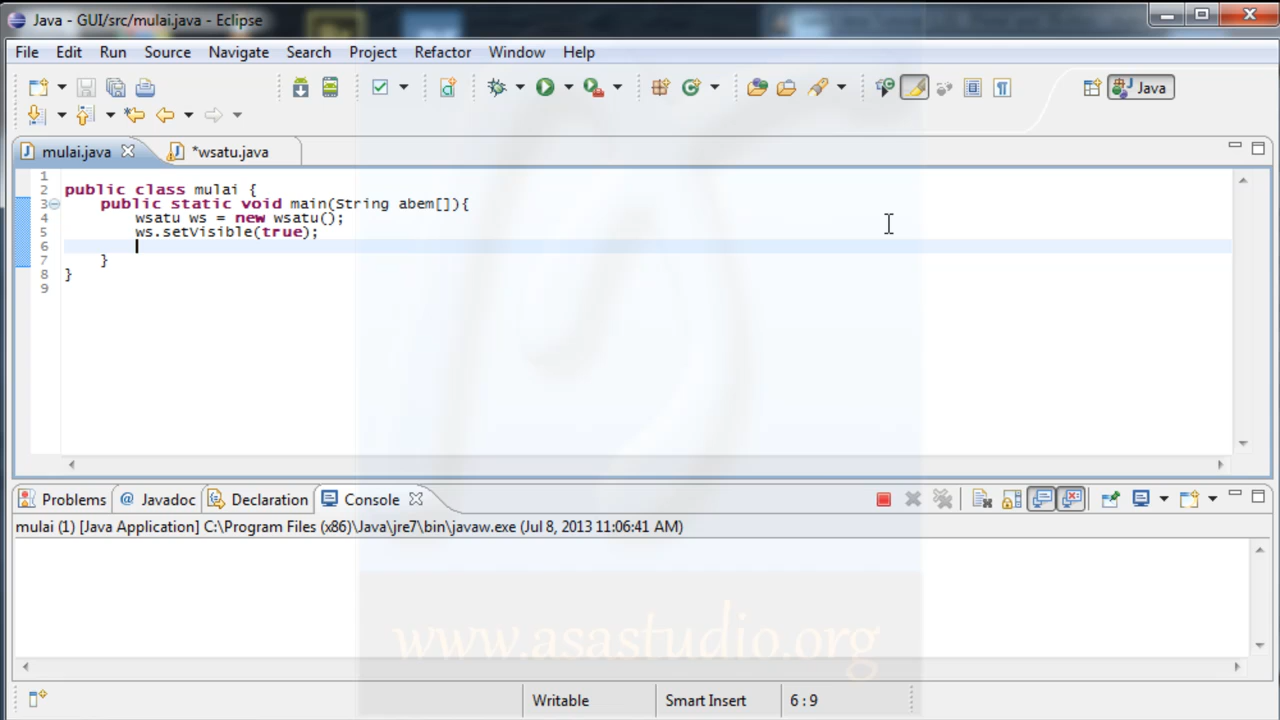 Java - GUI/src/mulai.java - Eclipse
File Edit Run Source Navigate Search Project Refactor Window Help
Java
mulai.java *wsatu.java
1
2 public class mulai {
3 public static void main(String abem[]){
4 wsatu ws = new wsatu();
5 ws.setVisible(true);
6
7 }
8 }
9
Problems @ Javadoc Declaration Console
mulai (1) [Java Application] C:\Program Files (x86)\Java\jre7\bin\javaw.exe (Jul 8, 2013 11:06:41 AM)
www.asastudio.org
Writable Smart Insert 6 : 9